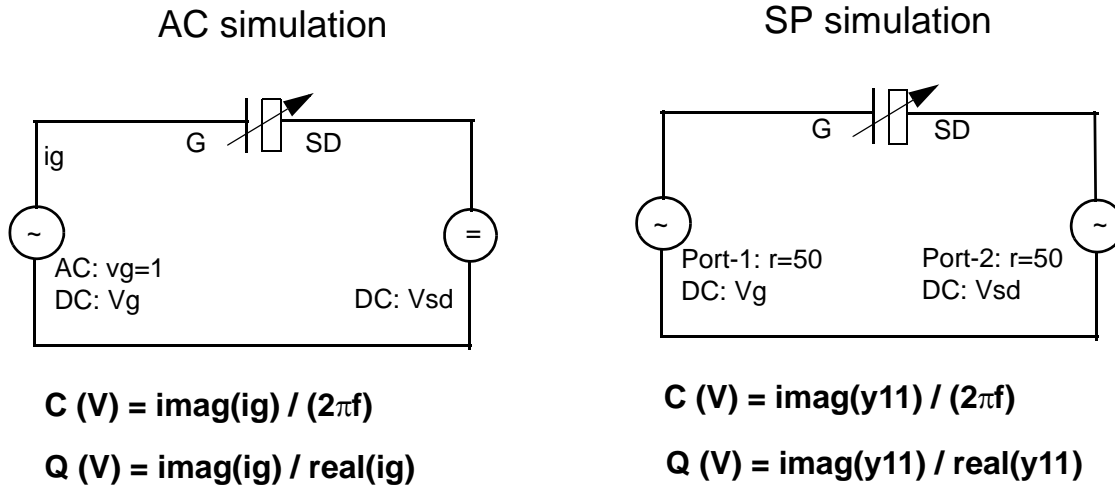 AC simulation
SP simulation
G
SD
ig
~
=
AC: vg=1
DC: Vg
DC: Vsd
C (V) = imag(ig) / (2πf)
Q (V) = imag(ig) / real(ig)
G
SD
~
~
Port-1: r=50
DC: Vg
Port-2: r=50
DC: Vsd
C (V) = imag(y11) / (2πf)
Q (V) = imag(y11) / real(y11)